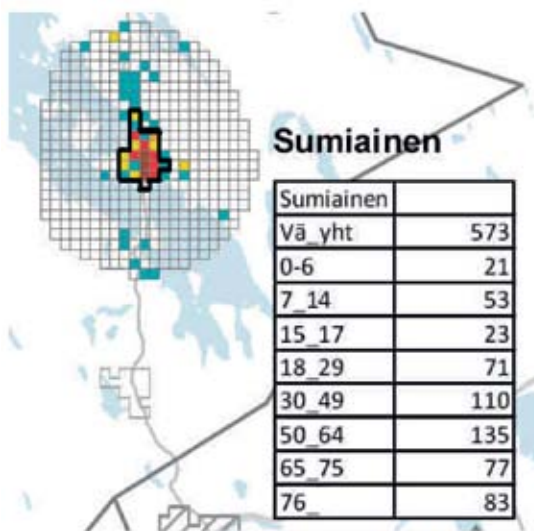 Sumiainen
Sumiainen
Vä_yht 573
0-6 21
7_14 53
15_17 23
18_29 71
30_49 110
50_64 135
65_75 77
76_ 83